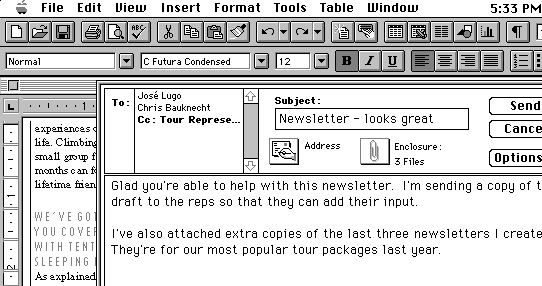 File Edit View Insert Format Tools Table Window 5:33 PM
ABC
Normal C Futura Condensed 12 B I U
To: José Lugo
Chris Bauknecht
Cc: Tour Represe...
Subject:
Newsletter – looks great
Address
Enclosure:
3 Files
Send
Cance
Options
experiences
life. Climbing
small group f
months can f
lifetime frien
WE'VE GOT
YOU COVER
WITH TENT
SLEEPING
As explained
Glad you're able to help with this newsletter. I'm sending a copy of t
draft to the reps so that they can add their input.
I've also attached extra copies of the last three newsletters I create
They're for our most popular tour packages last year.